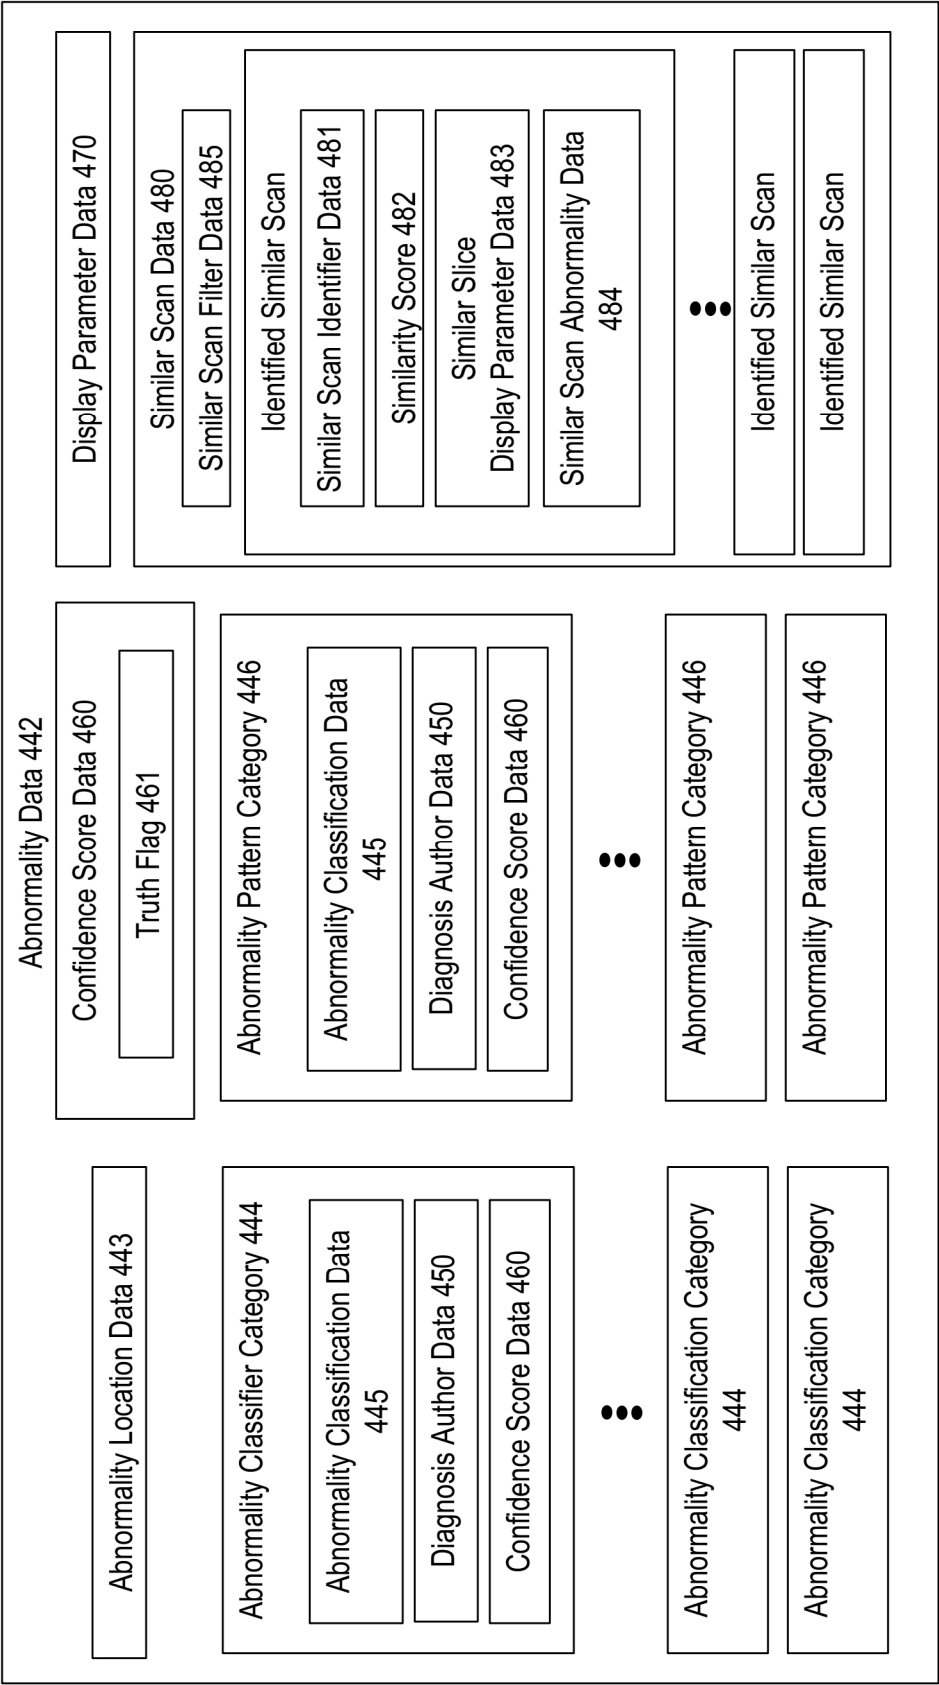 Abnormality Data 442
Abnormality Location Data 443
Abnormality Classifier Category 444
Abnormality Classification Data
445
Diagnosis Author Data 450
Confidence Score Data 460
Abnormality Classification Category
444
Abnormality Classification Category
444
Confidence Score Data 460
Truth Flag 461
Abnormality Pattern Category 446
Abnormality Classification Data
445
Diagnosis Author Data 450
Confidence Score Data 460
Abnormality Pattern Category 446
Abnormality Pattern Category 446
Display Parameter Data 470
Similar Scan Data 480
Similar Scan Filter Data 485
Identified Similar Scan
Similar Scan Identifier Data 481
Similarity Score 482
Similar Slice
Display Parameter Data 483
Similar Scan Abnormality Data
484
Identified Similar Scan
Identified Similar Scan